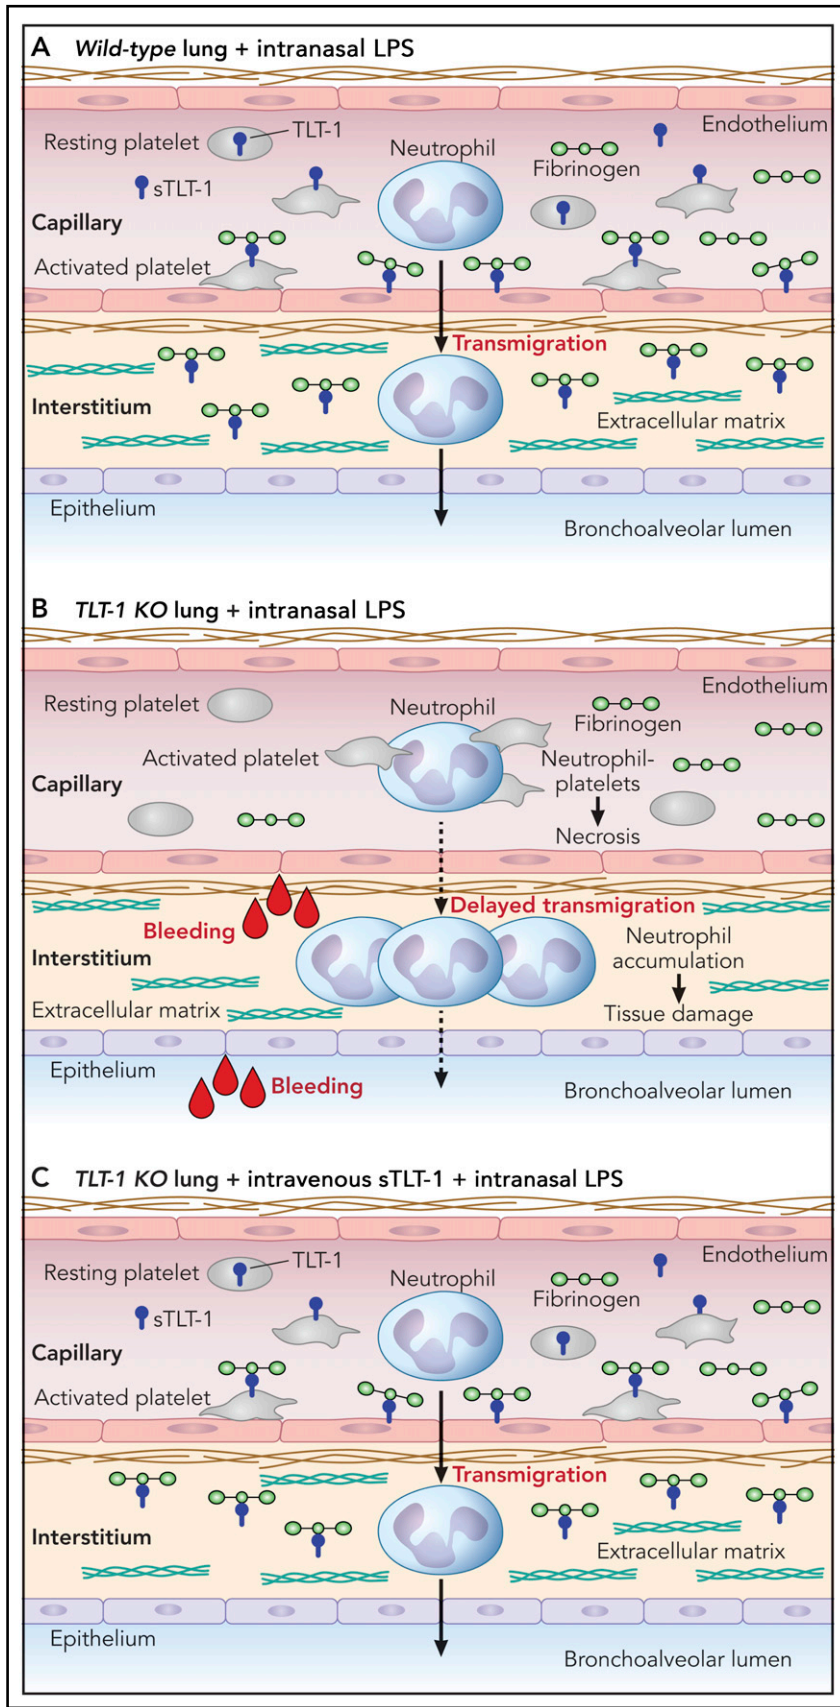 A Wild-type lung + intranasal LPS
Resting platelet
TLT-1
Neutrophil
Endothelium
Fibrinogen
sTLT-1
Capillary
Activated platelet
Transmigration
Interstitium
Extracellular matrix
Epithelium
Bronchoalveolar lumen
B TLT-1 KO lung + intranasal LPS
Resting platelet
Neutrophil
Endothelium
Fibrinogen
Activated platelet
Capillary
Neutrophil-
platelets
Necrosis
Bleeding
Delayed transmigration
Interstitium
Neutrophil
accumulation
Extracellular matrix
Tissue damage
Epithelium
Bleeding
Bronchoalveolar lumen
C TLT-1 KO lung + intravenous sTLT-1 + intranasal LPS
Resting platelet
TLT-1
Neutrophil
Endothelium
Fibrinogen
sTLT-1
Capillary
Activated platelet
Transmigration
Interstitium
Extracellular matrix
Epithelium
Bronchoalveolar lumen